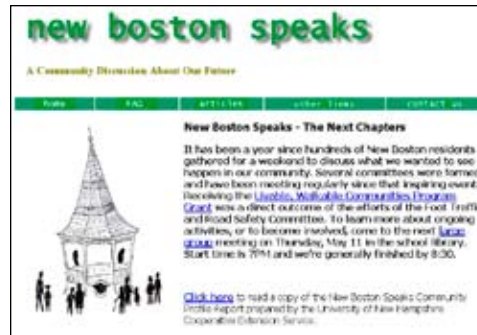 new boston speaks
A Community Discussion About Our Future
home FAQ articles other links contact us
New Boston Speaks - The Next Chapters
It has been a year since hundreds of New Boston residents
gathered for a weekend to discuss what we wanted to see
happen in our community. Several committees were formed
and have been meeting regularly since that inspiring event.
Receiving the Livable, Walkable Communities Program
Grant was a direct outcome of the efforts of the Foot Traffic
and Road Safety Committee. To learn more about ongoing
activities, or to become involved, come to the next large
group meeting on Thursday, May 11 in the school library.
Start time is 7PM and we're generally finished by 8:30.
Click here to read a copy of the New Boston Speaks Community
Profile Report prepared by the University of New Hampshire
Cooperative Extension Service.